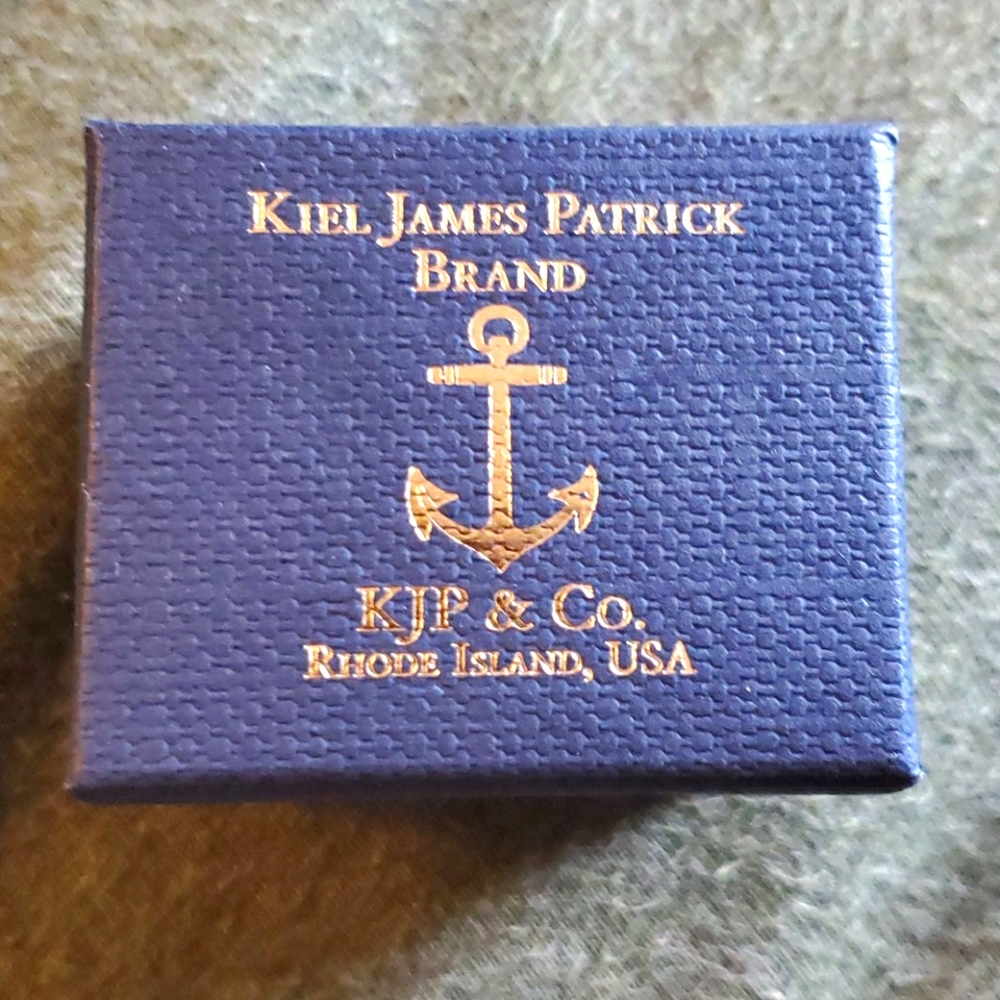 Kiel James Patrick
Brand
KJP & Co.
Rhode Island, USA